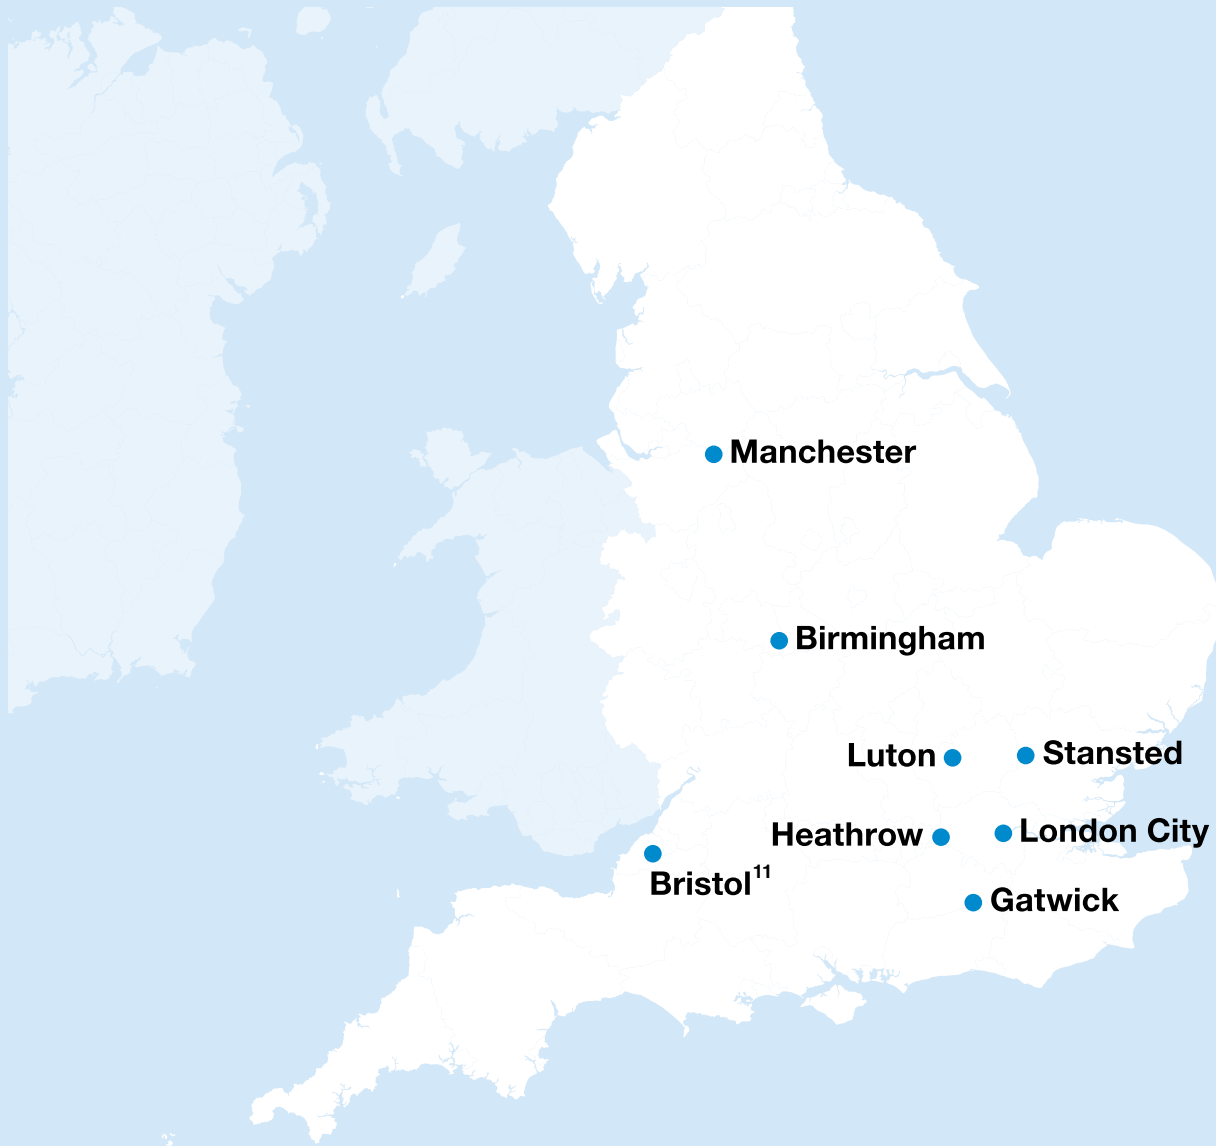 Manchester
Birmingham
Luton
Stansted
Heathrow
London City
Bristol¹¹
Gatwick